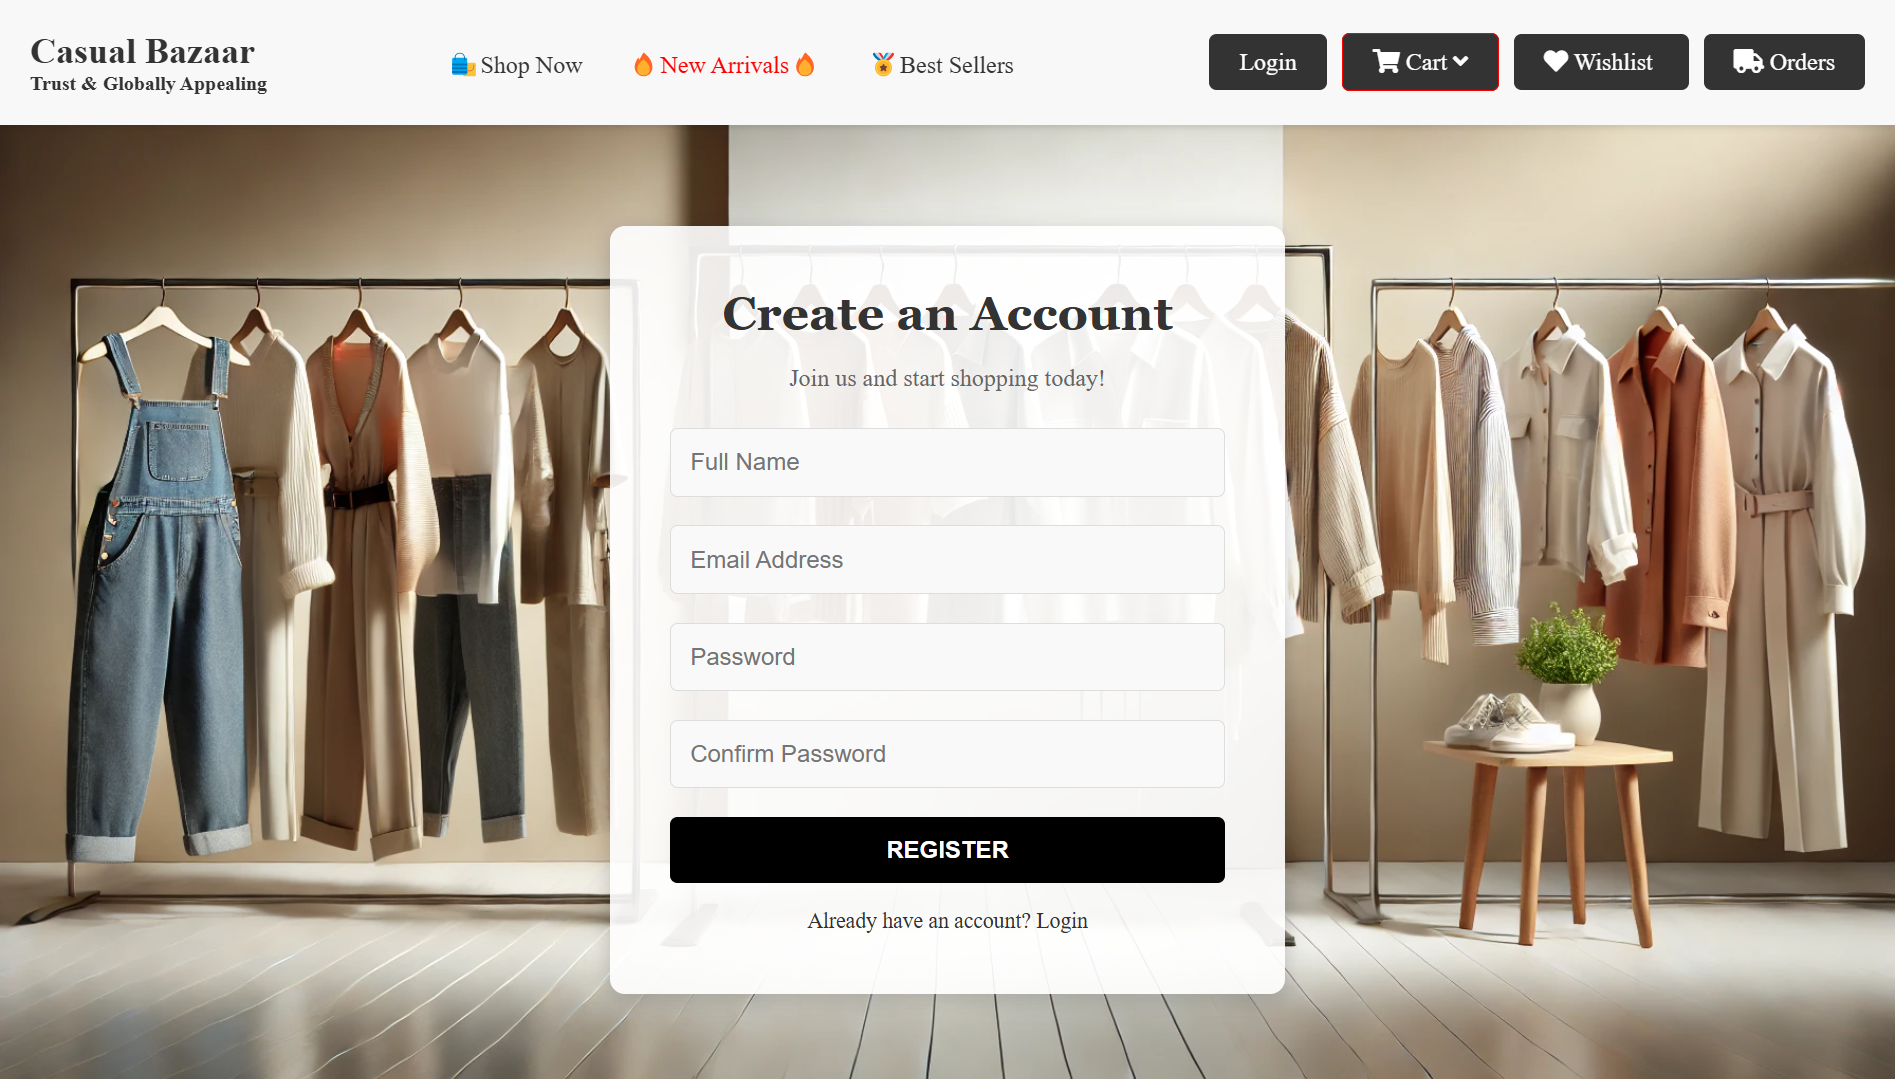 Casual Bazaar
Trust & Globally Appealing
Shop Now
New Arrivals
Best Sellers
Login
Cart
Wishlist
Orders
Create an Account
Join us and start shopping today!
Full Name
Email Address
Password
Confirm Password
REGISTER
Already have an account? Login